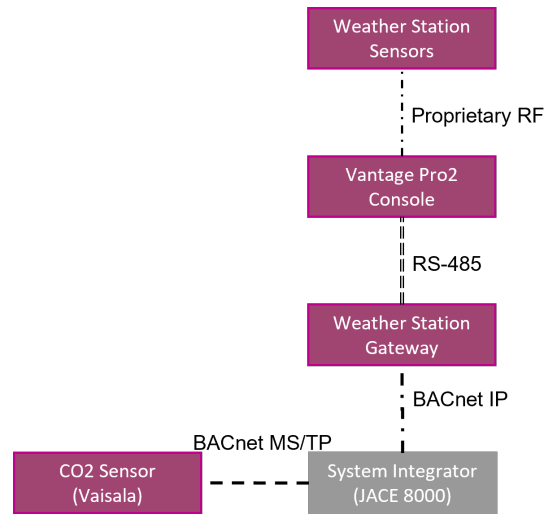 Weather Station
Sensors
Proprietary RF
Vantage Pro2
Console
RS-485
Weather Station
Gateway
BACnet IP
BACnet MS/TP
CO2 Sensor
(Vaisala)
System Integrator
(JACE 8000)